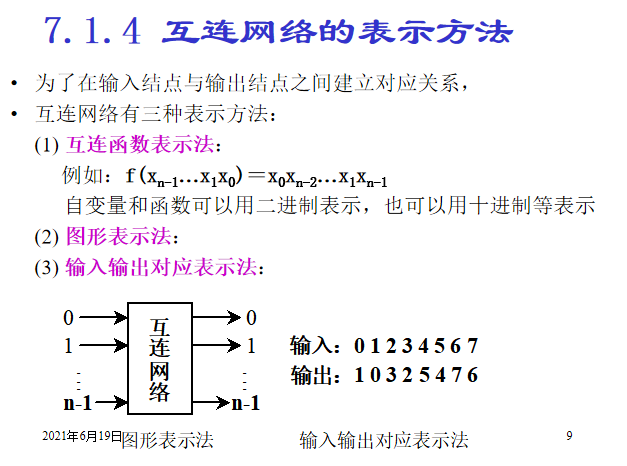 7.1.4 互连网络的表示方法
• 为了在输入结点与输出结点之间建立对应关系，
• 互连网络有三种表示方法：
(1) 互连函数表示法：
例如：f(xn-1…x1x0)＝x0xn-2…x1xn-1
自变量和函数可以用二进制表示，也可以用十进制等表示
(2) 图形表示法：
(3) 输入输出对应表示法：
0 互连网络 0
1 1
⋮ ⋮
n-1 n-1
输入：0 1 2 3 4 5 6 7
输出：1 0 3 2 5 4 7 6
2021年6月19日 图形表示法 输入输出对应表示法 9